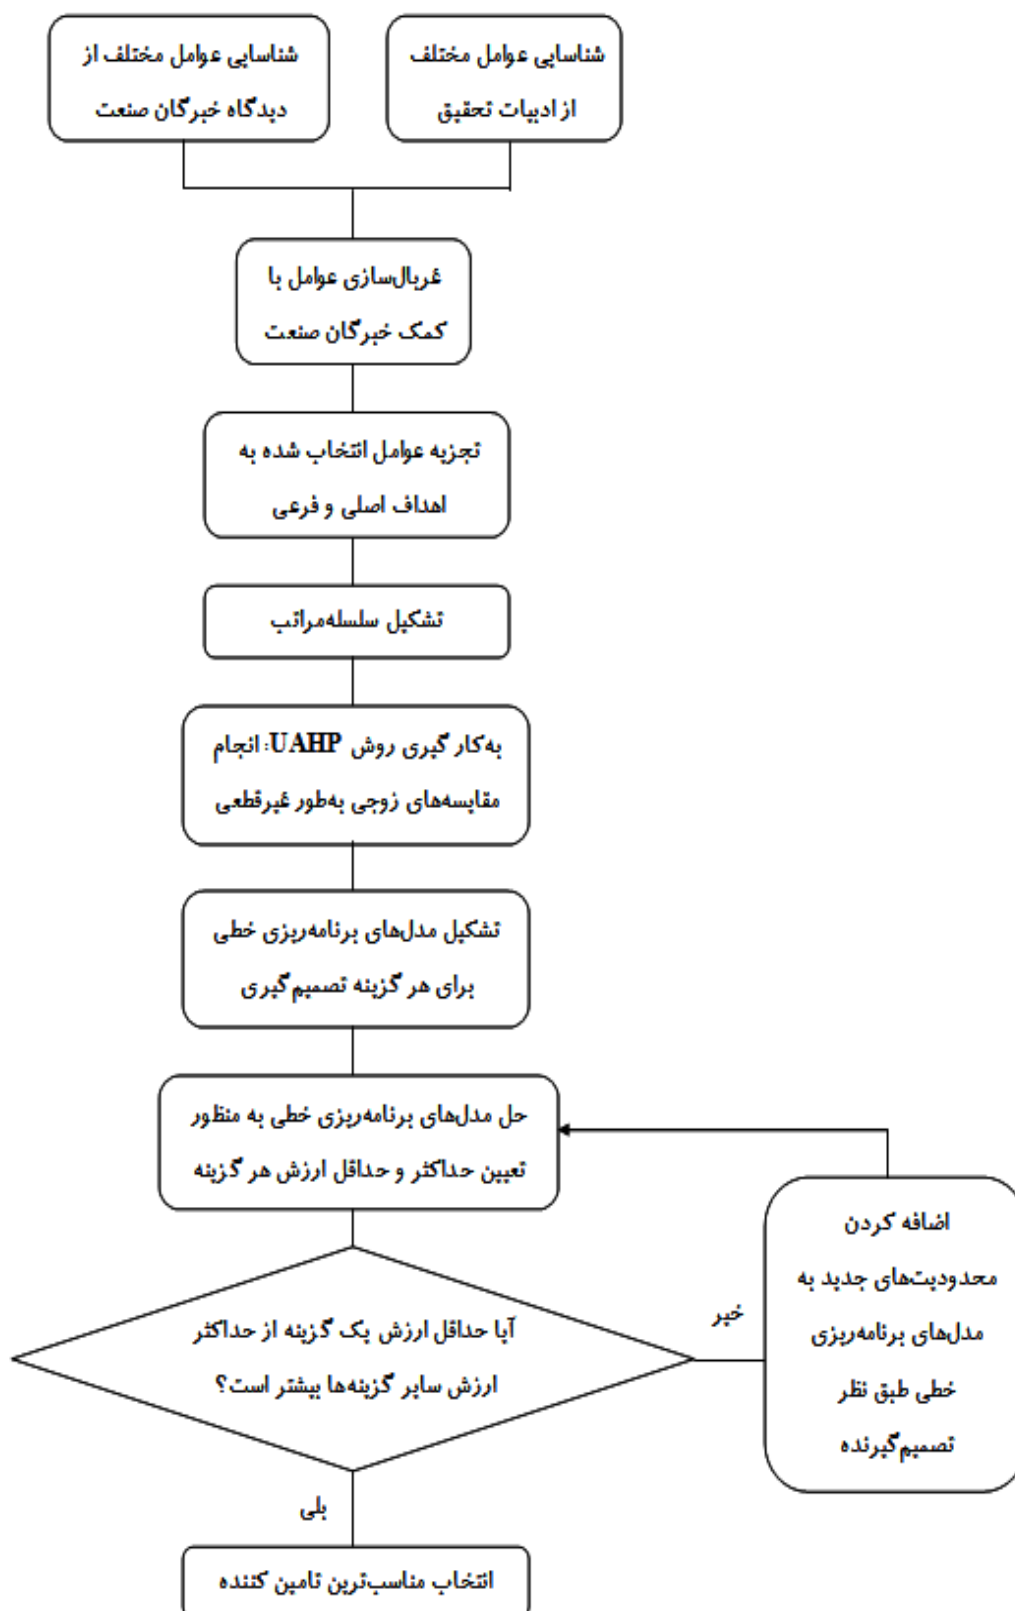 شناسایی عوامل مختلف
از ادبیات تحقیق
شناسایی عوامل مختلف از
دیدگاه خبرگان صنعت
غربال‌سازی عوامل با
کمک خبرگان صنعت
تجزیه عوامل انتخاب شده به
اهداف اصلی و فرعی
تشکیل سلسله‌مراتب
به‌کار گیری روش UAHP: انجام
مقایسه‌های زوجی به‌طور غیرقطعی
تشکیل مدل‌های برنامه‌ریزی خطی
برای هر گزینه تصمیم‌گیری
حل مدل‌های برنامه‌ریزی خطی به منظور
تعیین حداکثر و حداقل ارزش هر گزینه
آیا حداقل ارزش یک گزینه از حداکثر
ارزش سایر گزینه‌ها بیشتر است؟
خیر
اضافه کردن
محدودیت‌های جدید به
مدل‌های برنامه‌ریزی
خطی طبق نظر
تصمیم‌گیرنده
بلی
انتخاب مناسب‌ترین تامین کننده